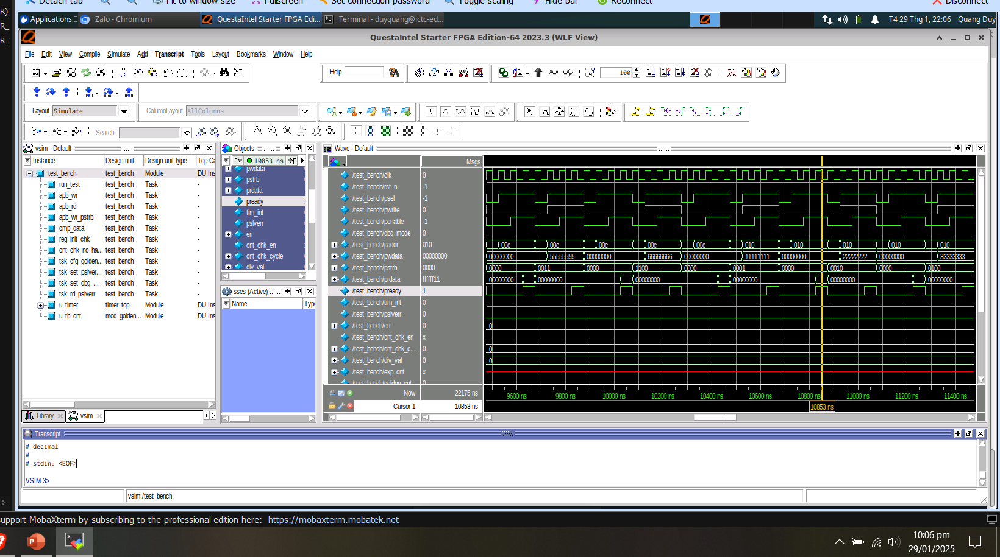 Detach tab
Fit to window size
Fullscreen
Set connection password
Toggle scaling
Hide bar
Reconnect
Disconnect
R)
R_
R_
Applications
Zalo - Chromium
QuestaIntel Starter FPGA Edi...
Terminal - duyquang@ictc-ed...
T4 29 Thg 1, 22:06
Quang Duy
QuestaIntel Starter FPGA Edition-64 2023.3 (WLF View)
File Edit View Compile Simulate Add Transcript Tools Layout Bookmarks Window Help
Help
100
Layout Simulate
ColumnLayout AllColumns
Search:
vsim - Default
Instance Design unit Design unit type Top Ca
test_bench test_bench Module DU Ins
run_test test_bench Task -
apb_wr test_bench Task -
apb_rd test_bench Task -
apb_wr_pstrb test_bench Task -
cmp_data test_bench Task -
reg_init_chk test_bench Task -
cnt_chk_no_ha... test_bench Task -
tsk_cfg_golden... test_bench Task -
tsk_set_pslver... test_bench Task -
tsk_set_dbg_... test_bench Task -
tsk_rd_pslverr test_bench Task -
u_timer timer_top Module DU Ins
u_tb_cnt mod_golden... Module DU Ins
Library
vsim
Objects
10853 ns
pwdata
pstrb
prdata
pready
tim_int
pslverr
err
cnt_chk_en
cnt_chk_cycle
div_val
sses (Active)
Name Type
Wave - Default
Msgs
/test_bench/clk 0
/test_bench/rst_n -1
/test_bench/psel -1
/test_bench/pwrite 0
/test_bench/penable -1
/test_bench/dbg_mode 0
/test_bench/paddr 010 00c 00c 00c 00c 00c 010 010 010 010 010
/test_bench/pwdata 00000000 00000000 55555555 00000000 66666666 00000000 11111111 00000000 22222222 00000000 33333333
/test_bench/pstrb 0000 0000 0011 0000 1100 0000 0001 0000 0010 0000 0100
/test_bench/prdata ffffff11 00000000 00000000 00000000 00000000 00000000 00000000
/test_bench/pready 1
/test_bench/tim_int 0
/test_bench/pslverr 0
/test_bench/err 0 0
/test_bench/cnt_chk_en x
/test_bench/cnt_chk_c... 0 0
/test_bench/div_val 0 0
/test_bench/exp_cnt x
/test_bench/golden_cnt 0
Now 22175 ns
9600 ns 9800 ns 10000 ns 10200 ns 10400 ns 10600 ns 10800 ns 11000 ns 11200 ns 11400 ns
Cursor 1 10853 ns
10853 ns
Transcript
# decimal
#
# stdin: <EOF>
VSIM 3>
vsim:/test_bench
support MobaXterm by subscribing to the professional edition here: https://mobaxterm.mobatek.net
10:06 pm
29/01/2025